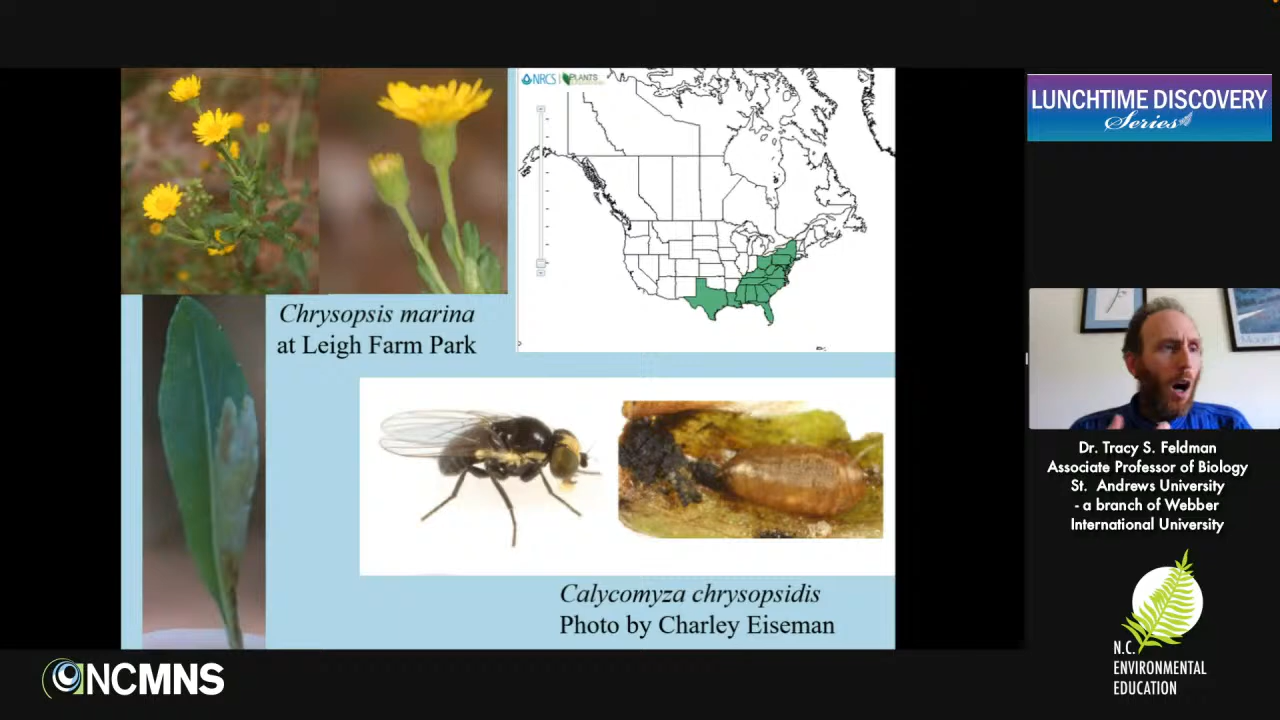 NRCS PLANTS
Chrysopsis marina
at Leigh Farm Park
Calycomyza chrysopsidis
Photo by Charley Eiseman
LUNCHTIME DISCOVERY
Series
Dr. Tracy S. Feldman
Associate Professor of Biology
St. Andrews University
- a branch of Webber
International University
N.C.
ENVIRONMENTAL
EDUCATION
NCMNS